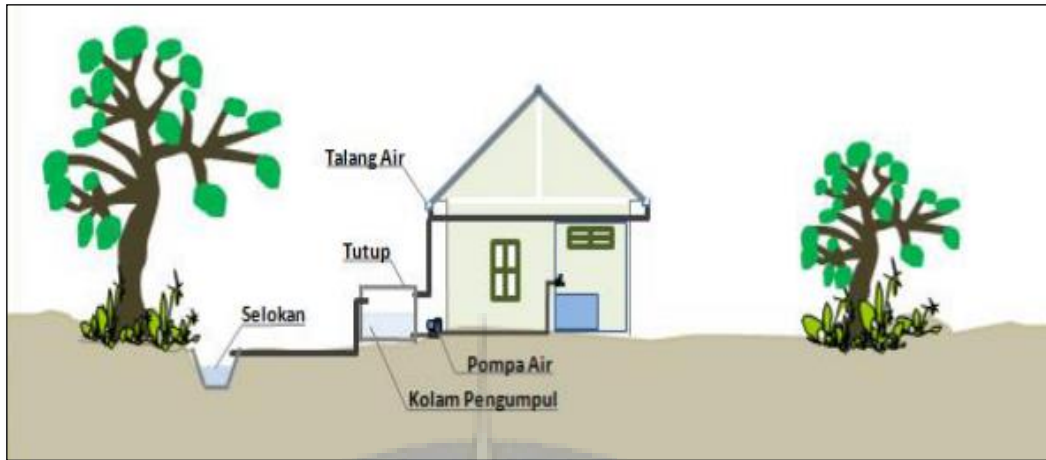 Talang Air
Tutup
Selokan
Pompa Air
Kolam Pengumpul